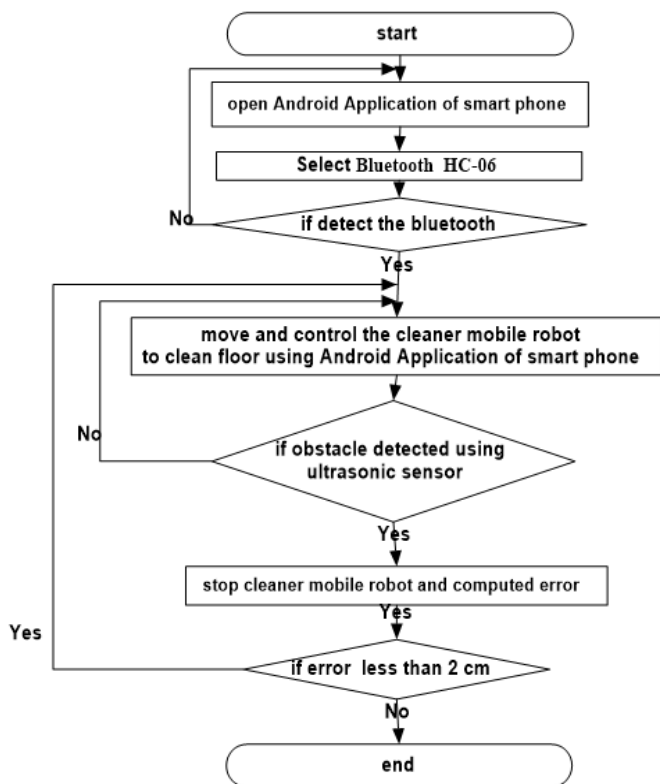 start
open Android Application of smart phone
Select Bluetooth HC-06
No
if detect the bluetooth
Yes
move and control the cleaner mobile robot
to clean floor using Android Application of smart phone
No
if obstacle detected using
ultrasonic sensor
Yes
stop cleaner mobile robot and computed error
Yes
Yes
if error less than 2 cm
No
end